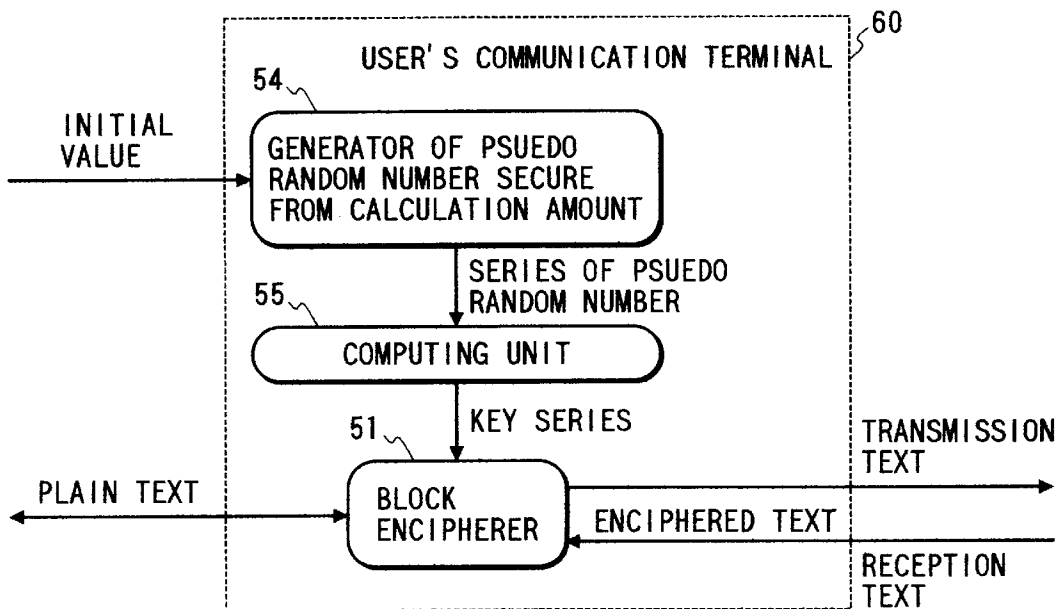 60
USER'S COMMUNICATION TERMINAL
54
INITIAL
VALUE
GENERATOR OF PSUEDO
RANDOM NUMBER SECURE
FROM CALCULATION AMOUNT
SERIES OF PSUEDO
RANDOM NUMBER
55
COMPUTING UNIT
KEY SERIES
51
TRANSMISSION
TEXT
PLAIN TEXT
BLOCK
ENCIPHERER
ENCIPHERED TEXT
RECEPTION
TEXT